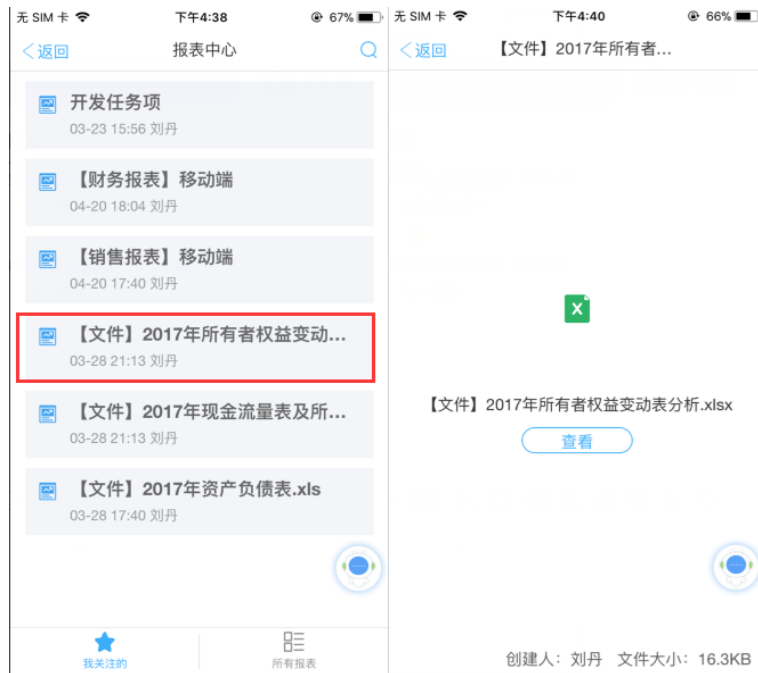 无 SIM 卡 下午4:38 67%
返回 报表中心
开发任务项
03-23 15:56 刘丹
【财务报表】移动端
04-20 18:04 刘丹
【销售报表】移动端
04-20 17:40 刘丹
【文件】2017年所有者权益变动...
03-28 21:13 刘丹
【文件】2017年现金流量表及所...
03-28 21:13 刘丹
【文件】2017年资产负债表.xls
03-28 17:40 刘丹
我关注的 所有报表
无 SIM 卡 下午4:40 66%
返回 【文件】2017年所有者...
X
【文件】2017年所有者权益变动表分析.xlsx
查看
创建人：刘丹 文件大小：16.3KB